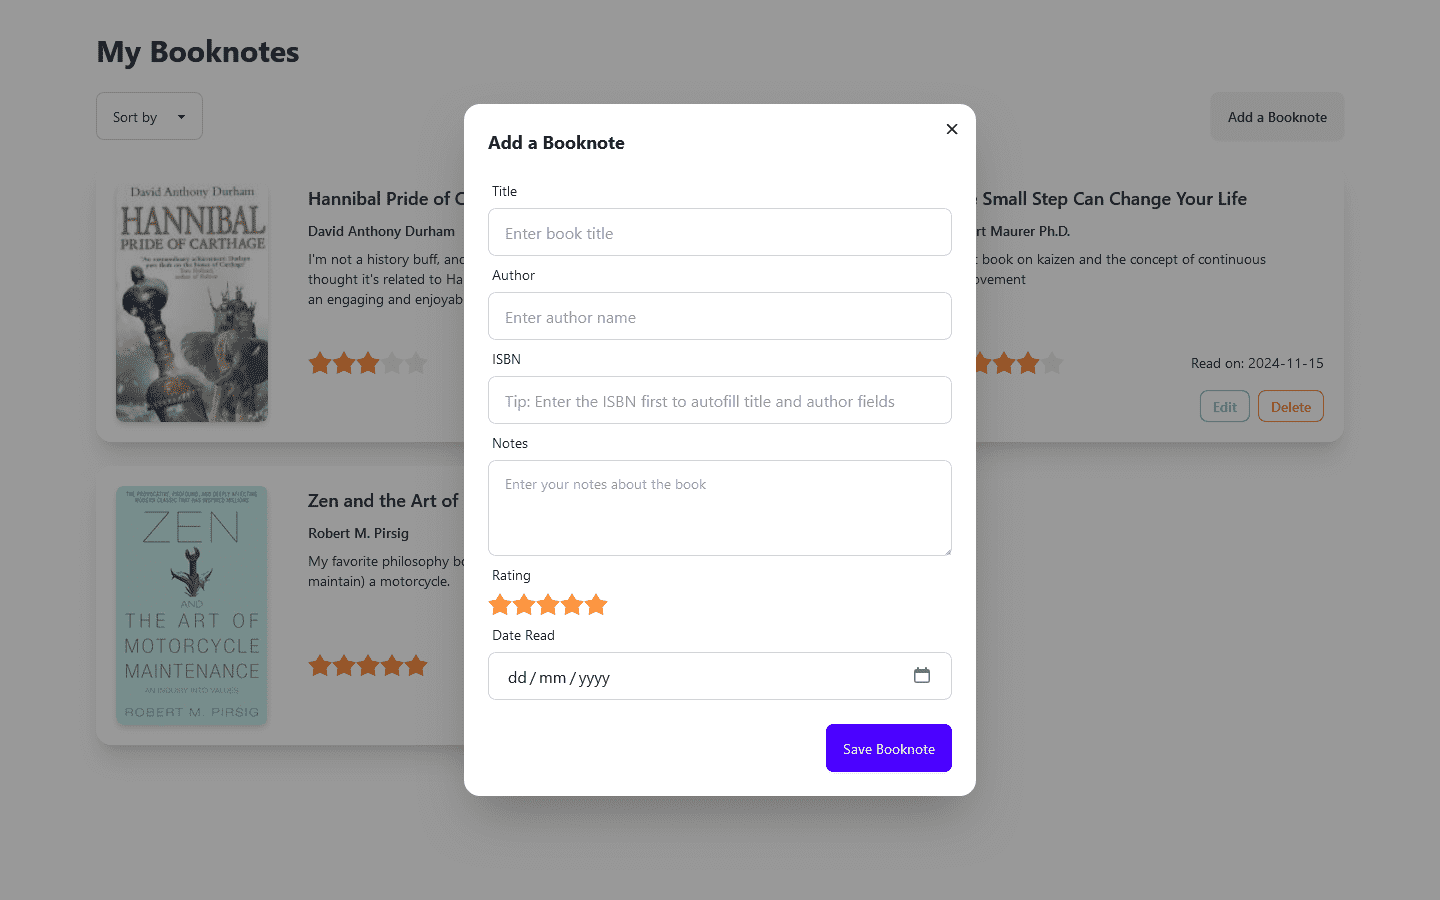 My Booknotes
Sort by
Add a Booknote
David Anthony Durham
HANNIBAL
PRIDE OF CARTHAGE
Hannibal Pride of C
David Anthony Durham
I'm not a history buff, and
thought it's related to Ha
an engaging and enjoyab
Small Step Can Change Your Life
rt Maurer Ph.D.
book on kaizen and the concept of continuous
ovement
Read on: 2024-11-15
Edit
Delete
ZEN
AND
THE ART OF
MOTORCYCLE
MAINTENANCE
AN INQUIRY INTO VALUES
ROBERT M. PIRSIG
Zen and the Art of
Robert M. Pirsig
My favorite philosophy bo
maintain) a motorcycle.
Add a Booknote
Title
Enter book title
Author
Enter author name
ISBN
Tip: Enter the ISBN first to autofill title and author fields
Notes
Enter your notes about the book
Rating
Date Read
dd/mm/yyyy
Save Booknote